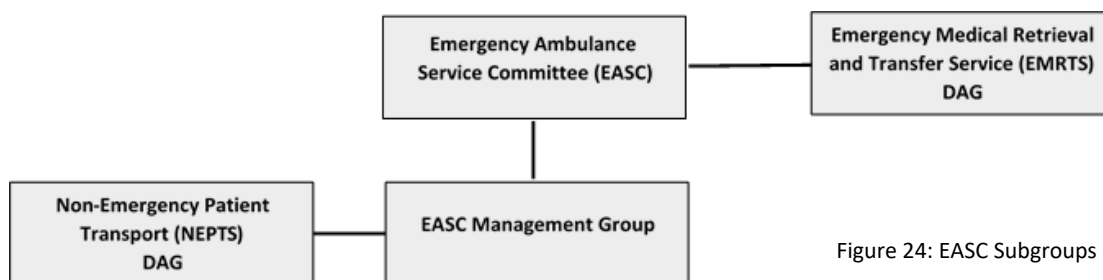 Emergency Ambulance
Service Committee (EASC)
Emergency Medical Retrieval
and Transfer Service (EMRTS)
DAG
Non-Emergency Patient
Transport (NEPTS)
DAG
EASC Management Group
Figure 24: EASC Subgroups